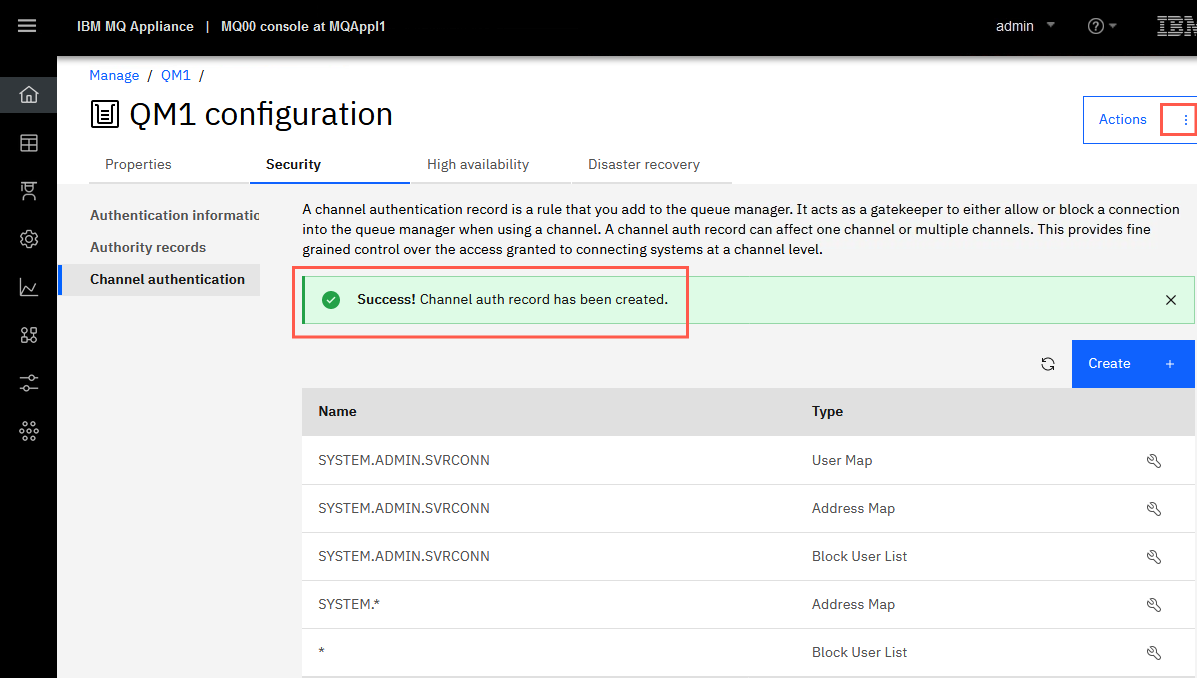 IBM MQ Appliance | MQ00 console at MQAppl1
admin
IBM
Manage / QM1 /
QM1 configuration
Actions
Properties
Security
High availability
Disaster recovery
Authentication informatio
Authority records
Channel authentication
A channel authentication record is a rule that you add to the queue manager. It acts as a gatekeeper to either allow or block a connection
into the queue manager when using a channel. A channel auth record can affect one channel or multiple channels. This provides fine
grained control over the access granted to connecting systems at a channel level.
Success! Channel auth record has been created.
Create +
Name Type
SYSTEM.ADMIN.SVRCONN User Map
SYSTEM.ADMIN.SVRCONN Address Map
SYSTEM.ADMIN.SVRCONN Block User List
SYSTEM.* Address Map
* Block User List